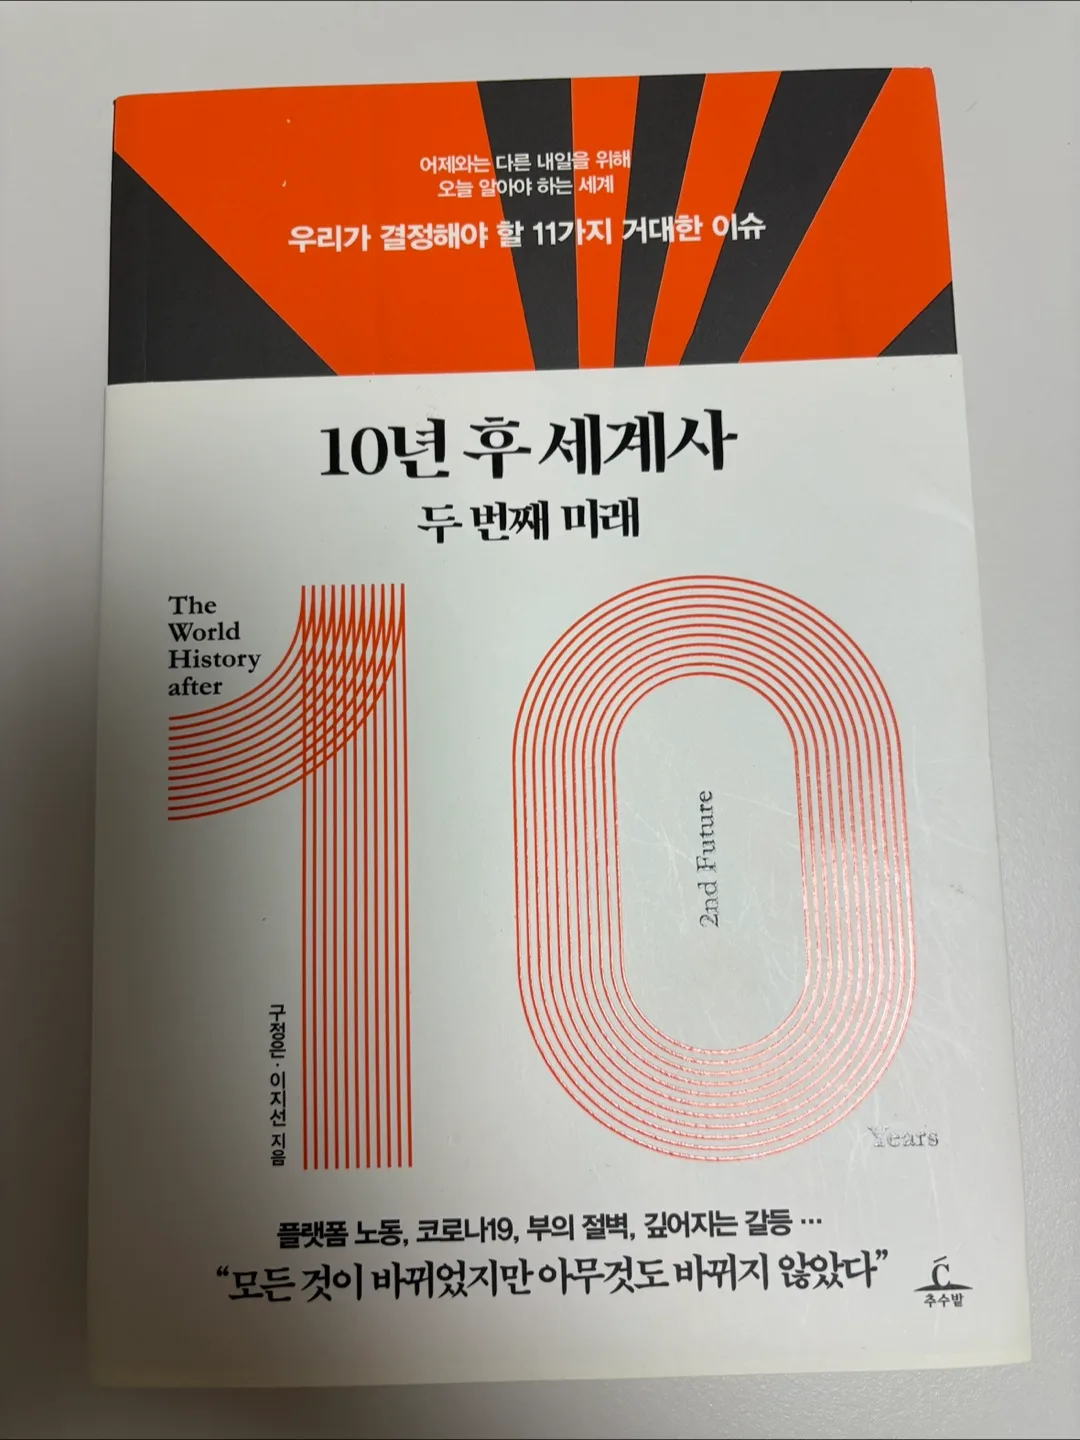 어제와는 다른 내일을 위해
오늘 알아야 하는 세계
우리가 결정해야 할 11가지 거대한 이슈
10년 후 세계사
두 번째 미래
The
World
History
after
10
2nd Future
Years
구정은 · 이지선 지음
플랫폼 노동, 코로나19, 부의 절벽, 깊어지는 갈등 …
“모든 것이 바뀌었지만 아무것도 바뀌지 않았다”
C
추수밭